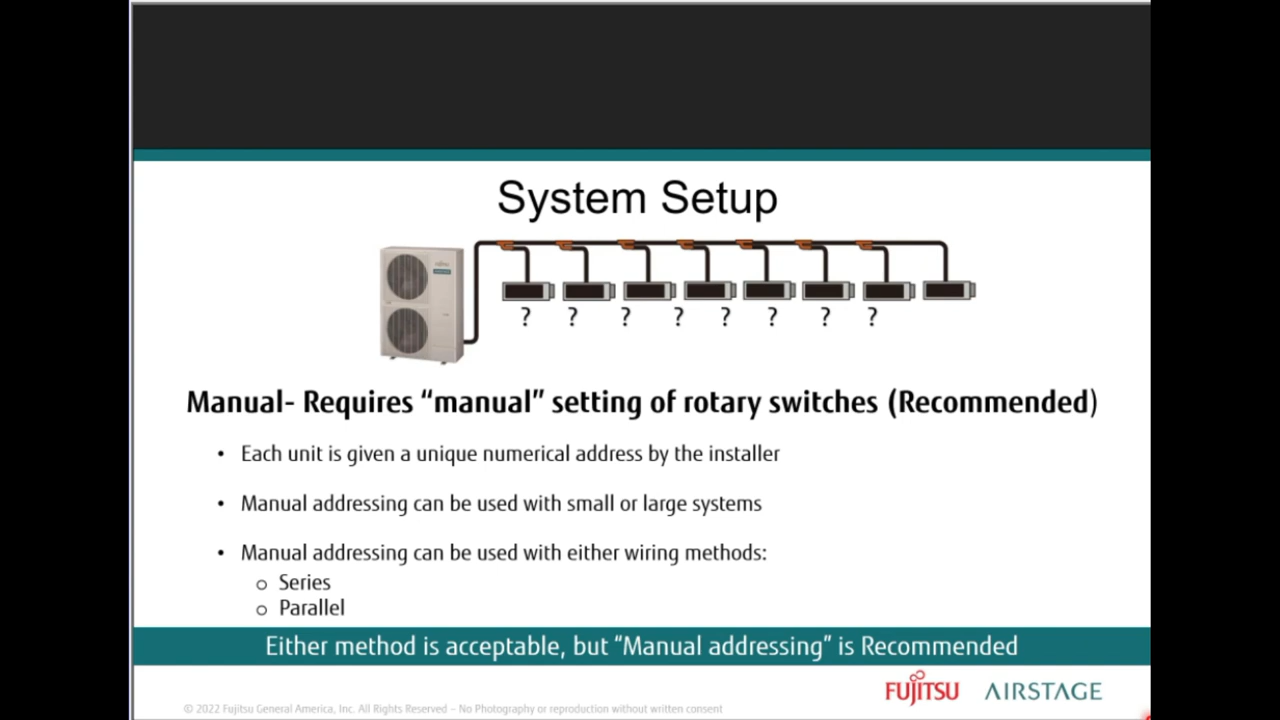 System Setup
? ? ? ? ? ? ? ?
Manual- Requires “manual” setting of rotary switches (Recommended)
• Each unit is given a unique numerical address by the installer
• Manual addressing can be used with small or large systems
• Manual addressing can be used with either wiring methods:
o Series
o Parallel
Either method is acceptable, but “Manual addressing” is Recommended
FUJITSU AIRSTAGE
© 2022 Fujitsu General America, Inc. All Rights Reserved – No Photography or reproduction without written consent